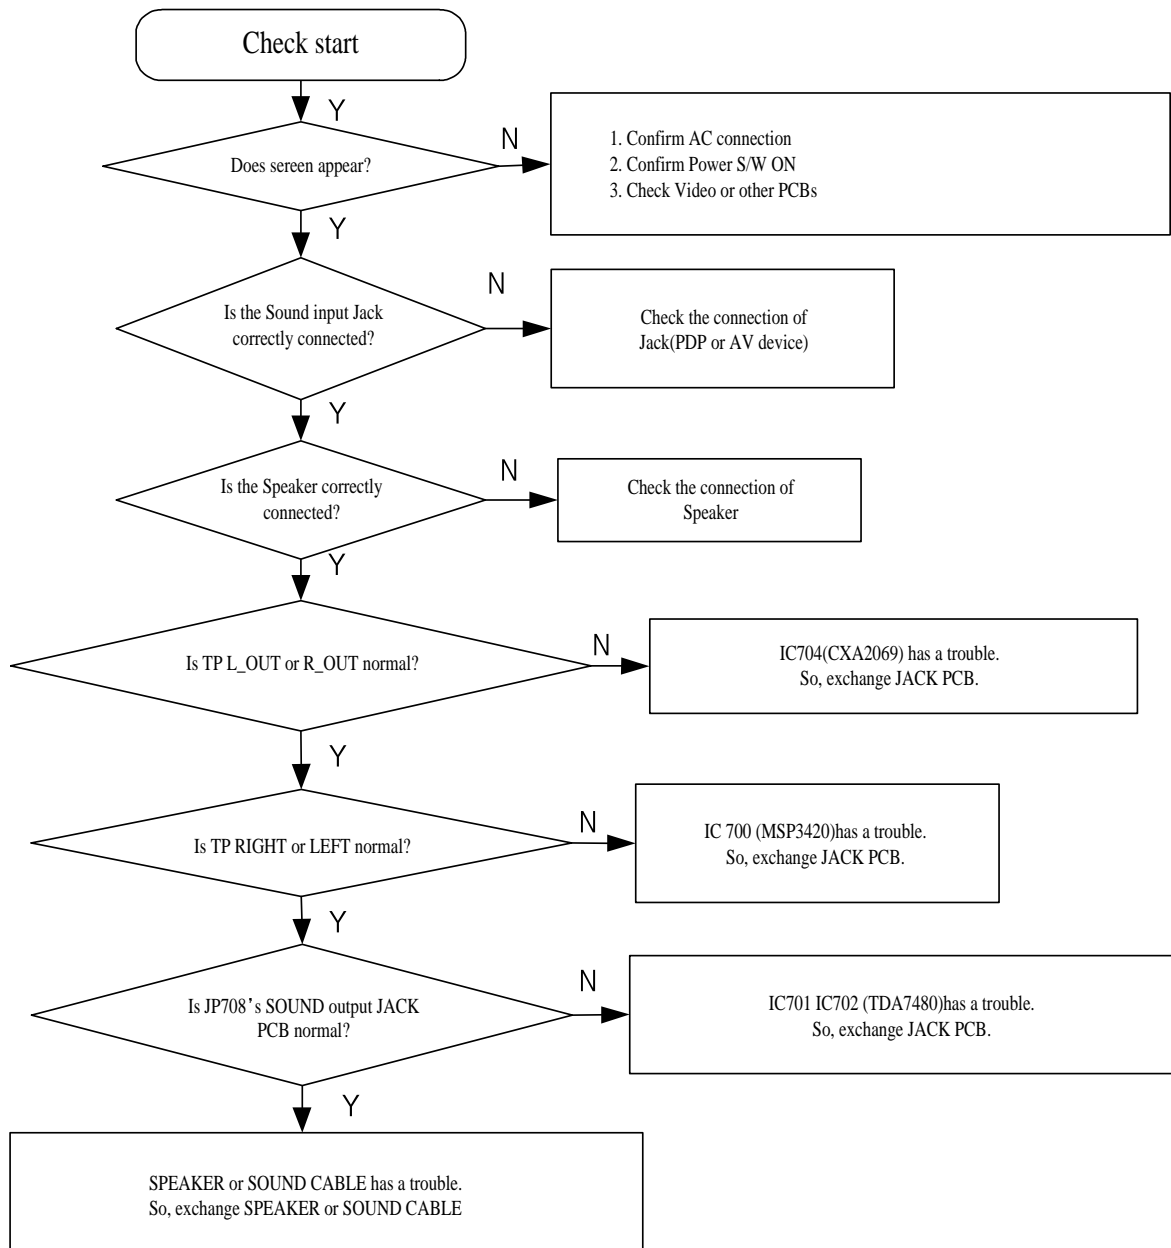 Check start
Y
Does sereen appear?
N
1. Confirm AC connection
2. Confirm Power S/W ON
3. Check Video or other PCBs
Y
Is the Sound input Jack
correctly connected?
N
Check the connection of
Jack(PDP or AV device)
Y
Is the Speaker correctly
connected?
N
Check the connection of
Speaker
Y
Is TP L_OUT or R_OUT normal?
N
IC704(CXA2069) has a trouble.
So, exchange JACK PCB.
Y
Is TP RIGHT or LEFT normal?
N
IC 700 (MSP3420)has a trouble.
So, exchange JACK PCB.
Y
Is JP708’s SOUND output JACK
PCB normal?
N
IC701 IC702 (TDA7480)has a trouble.
So, exchange JACK PCB.
Y
SPEAKER or SOUND CABLE has a trouble.
So, exchange SPEAKER or SOUND CABLE